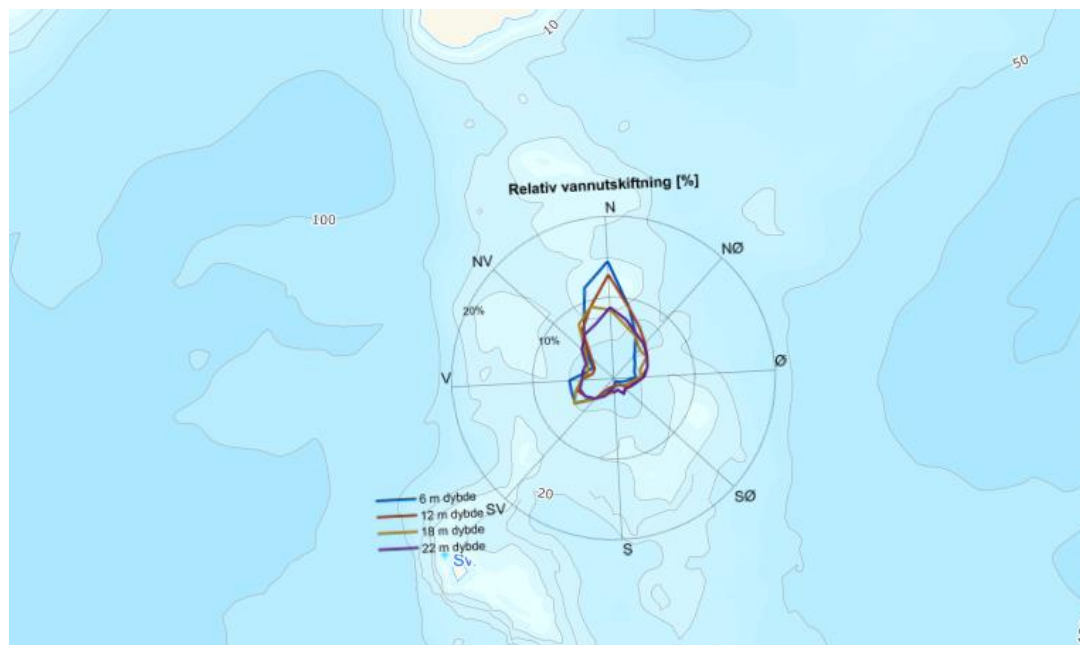 10
50
100
Relativ vannutskiftning [%]
N
NV
NØ
20%
10%
V
Ø
SV
SØ
S
20
6 m dybde
12 m dybde
18 m dybde
22 m dybde